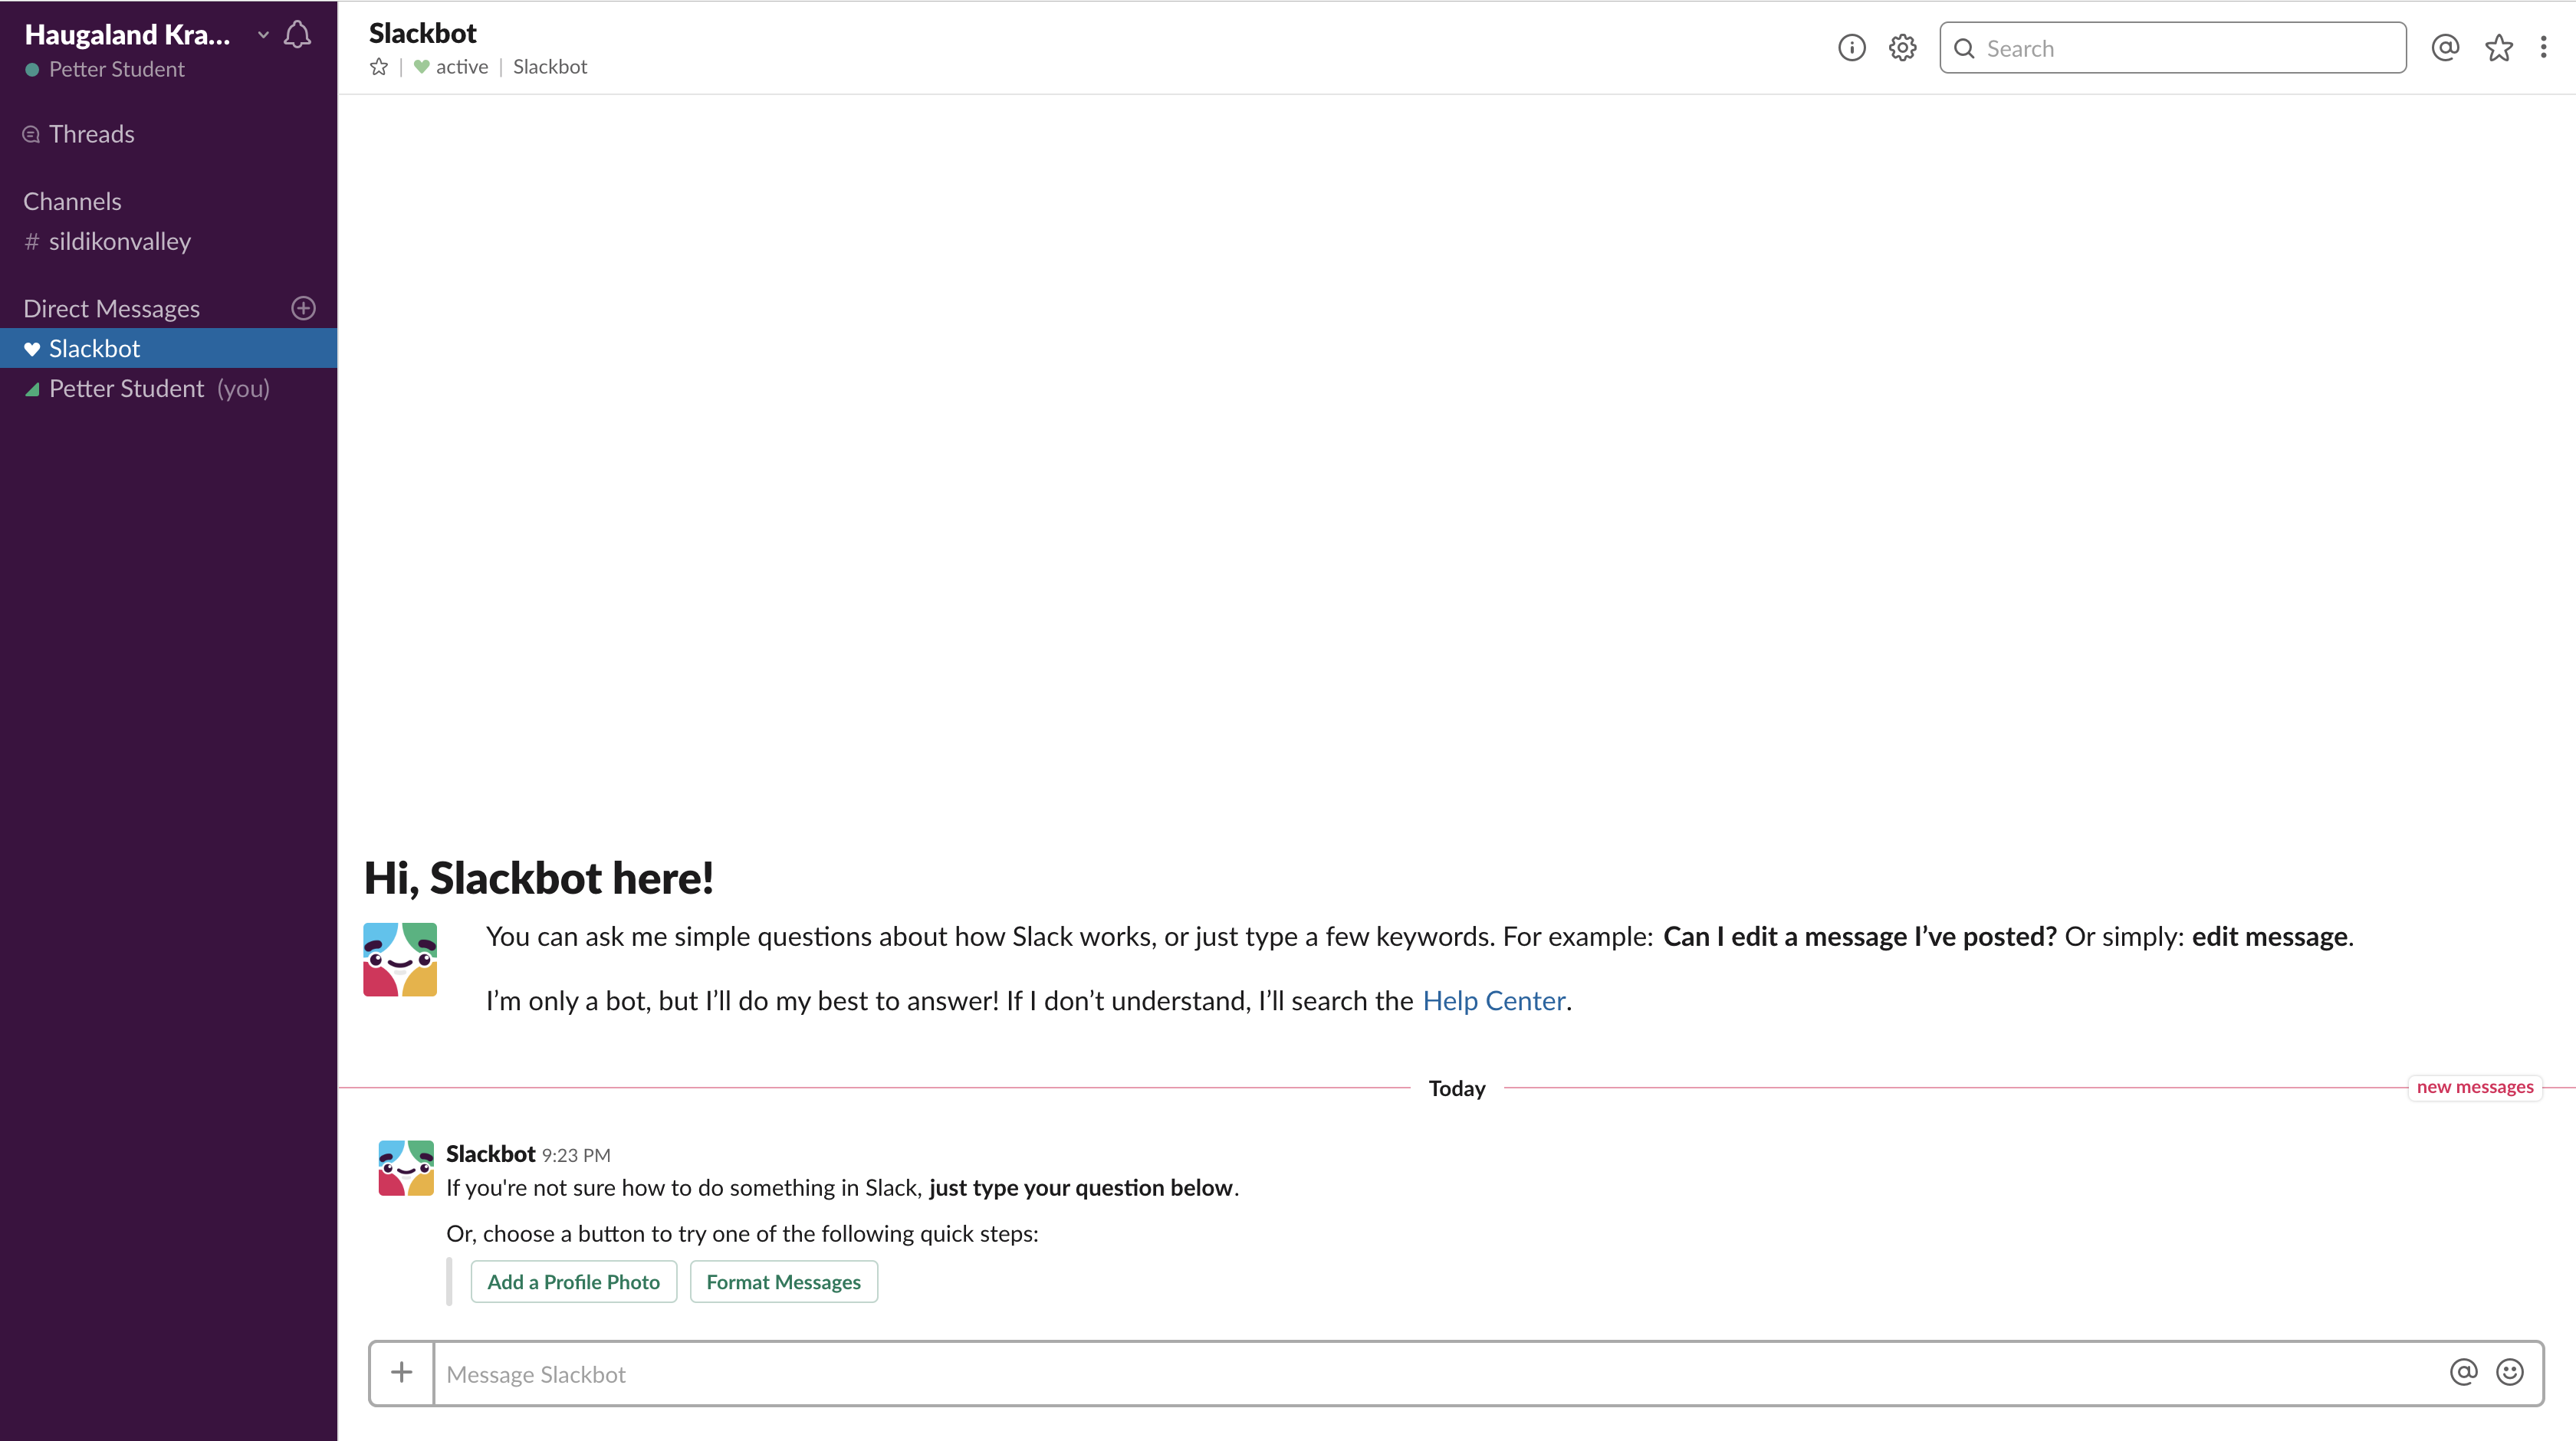 Haugaland Kra...
Petter Student
Threads
Channels
# sildikonvalley
Direct Messages
Slackbot
Petter Student (you)
Slackbot
active | Slackbot
Search
Hi, Slackbot here!
You can ask me simple questions about how Slack works, or just type a few keywords. For example: Can I edit a message I’ve posted? Or simply: edit message.
I’m only a bot, but I’ll do my best to answer! If I don’t understand, I’ll search the Help Center.
Today
new messages
Slackbot 9:23 PM
If you're not sure how to do something in Slack, just type your question below.
Or, choose a button to try one of the following quick steps:
Add a Profile Photo
Format Messages
Message Slackbot